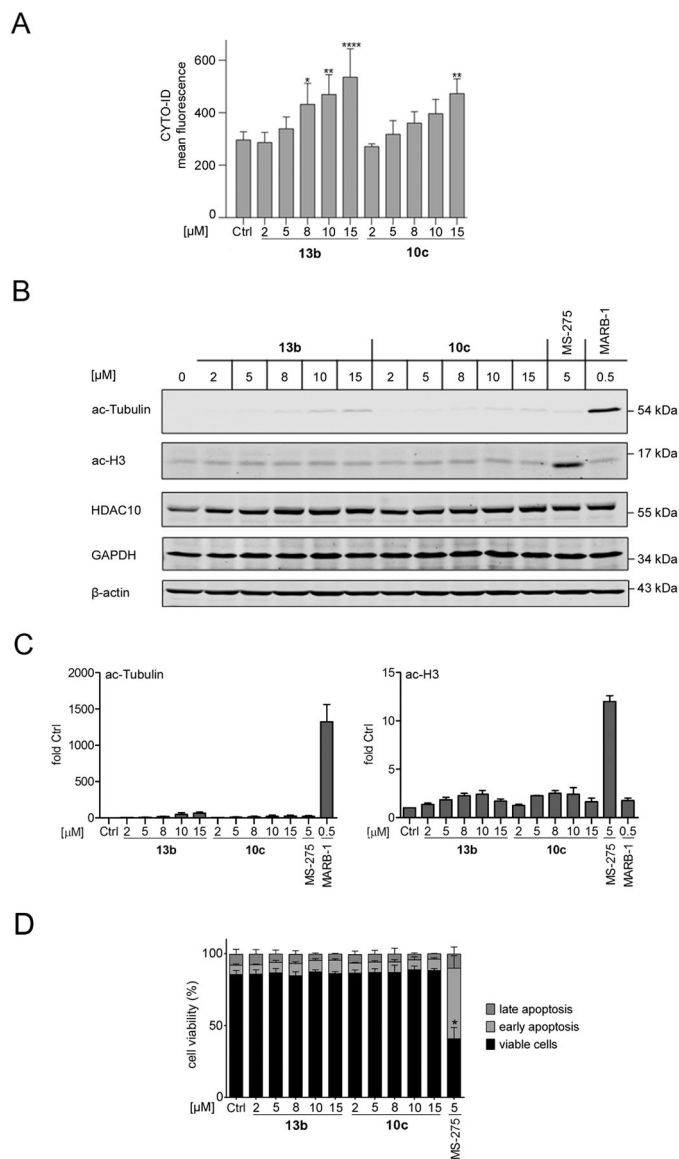 A
CYTO-ID
mean fluorescence
600
400
200
0
* ** **** **
[µM] Ctrl 2 5 8 10 15 2 5 8 10 15
13b 10c
B
13b 10c MS-275 MARB-1
[µM] 0 2 5 8 10 15 2 5 8 10 15 5 0.5
ac-Tubulin 54 kDa
ac-H3 17 kDa
HDAC10 55 kDa
GAPDH 34 kDa
β-actin 43 kDa
C
ac-Tubulin
fold Ctrl
2000
1500
1000
500
0
[µM] Ctrl 2 5 8 10 15 2 5 8 10 15 5 0.5
13b 10c MS-275 MARB-1
ac-H3
fold Ctrl
15
10
5
0
[µM] Ctrl 2 5 8 10 15 2 5 8 10 15 5 0.5
13b 10c MS-275 MARB-1
D
cell viability (%)
100
50
0
*
late apoptosis
early apoptosis
viable cells
[µM] Ctrl 2 5 8 10 15 2 5 8 10 15 5
13b 10c MS-275